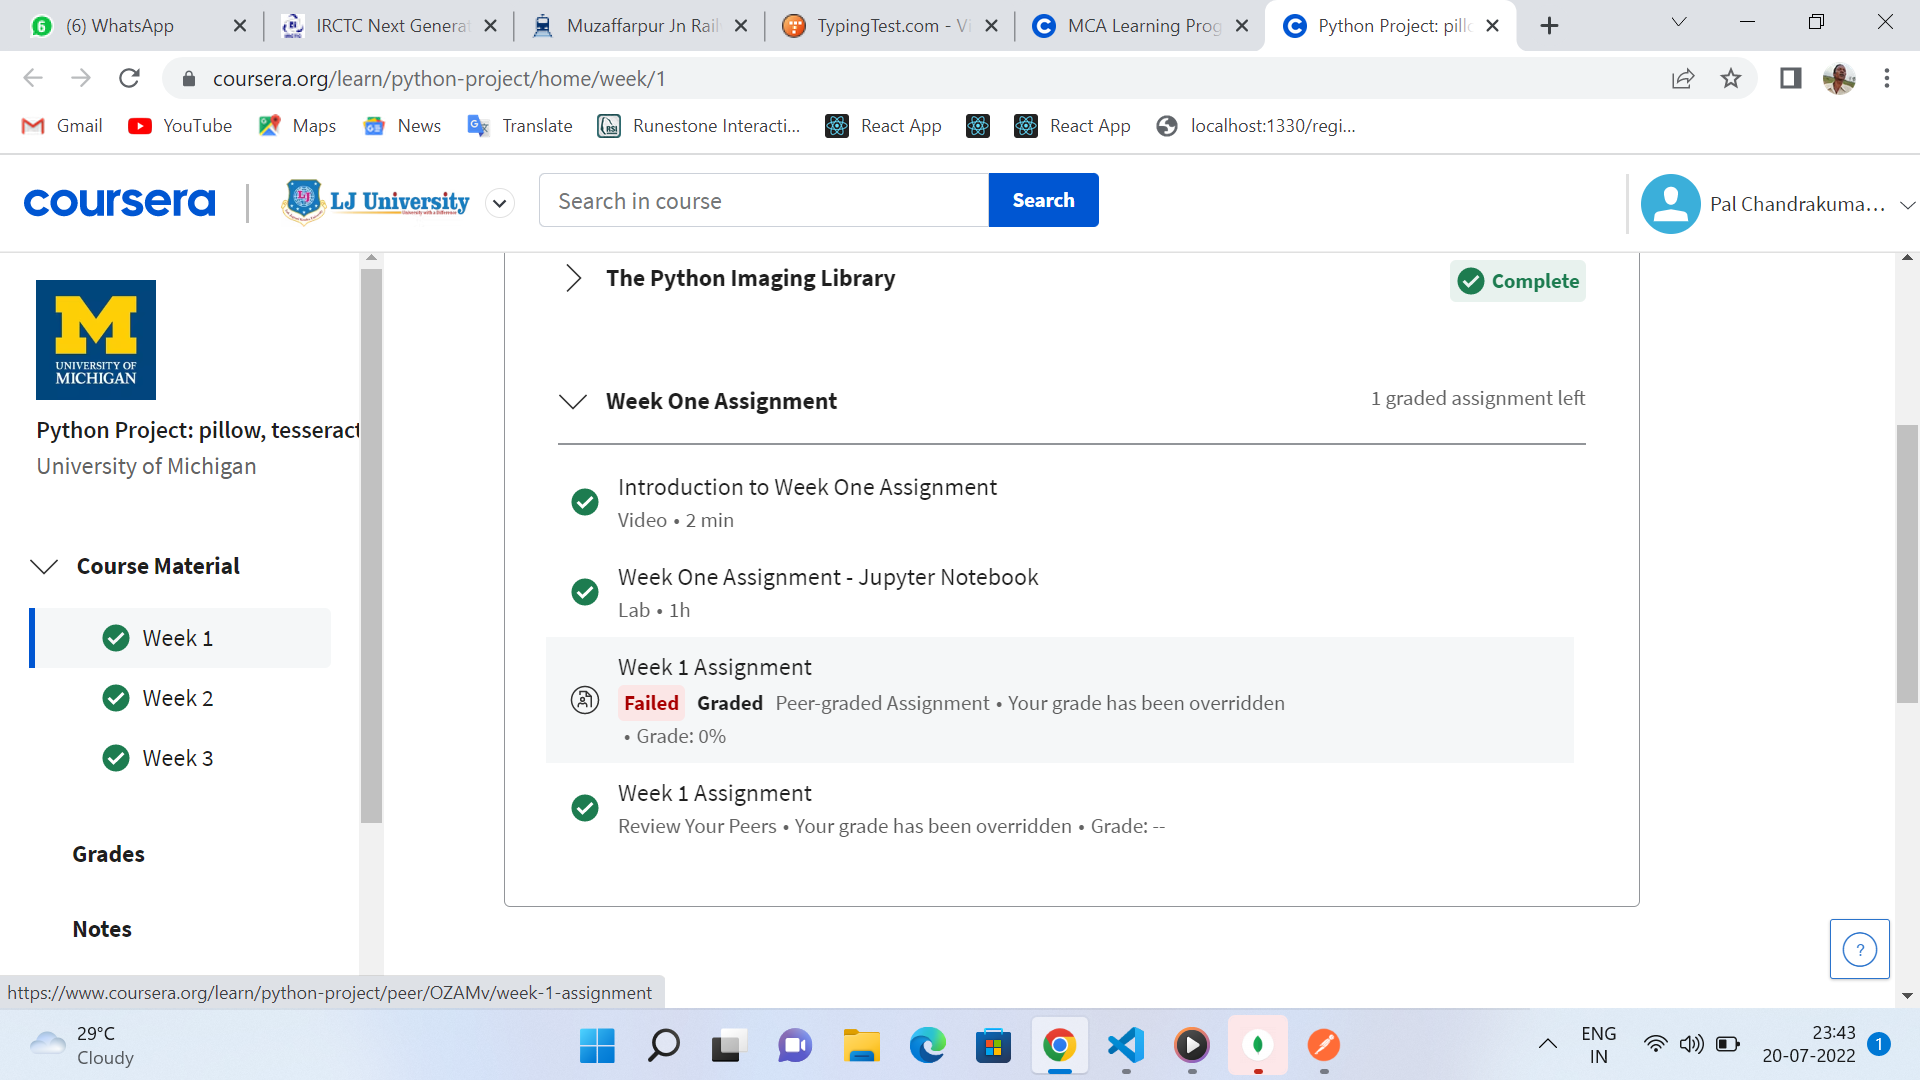 (6) WhatsApp
IRCTC Next Generat
Muzaffarpur Jn Rail
TypingTest.com - Vi
MCA Learning Prog
Python Project: pillo
coursera.org/learn/python-project/home/week/1
Gmail
YouTube
Maps
News
Translate
Runestone Interacti...
React App
React App
localhost:1330/regi...
coursera
LJ University
Search in course
Search
Pal Chandrakuma...
UNIVERSITY OF
MICHIGAN
Python Project: pillow, tesseract
University of Michigan
Course Material
Week 1
Week 2
Week 3
Grades
Notes
The Python Imaging Library
Complete
Week One Assignment
1 graded assignment left
Introduction to Week One Assignment
Video • 2 min
Week One Assignment - Jupyter Notebook
Lab • 1h
Week 1 Assignment
Failed Graded Peer-graded Assignment • Your grade has been overridden
• Grade: 0%
Week 1 Assignment
Review Your Peers • Your grade has been overridden • Grade: --
https://www.coursera.org/learn/python-project/peer/OZAMv/week-1-assignment
29°C
Cloudy
ENG
IN
23:43
20-07-2022
1